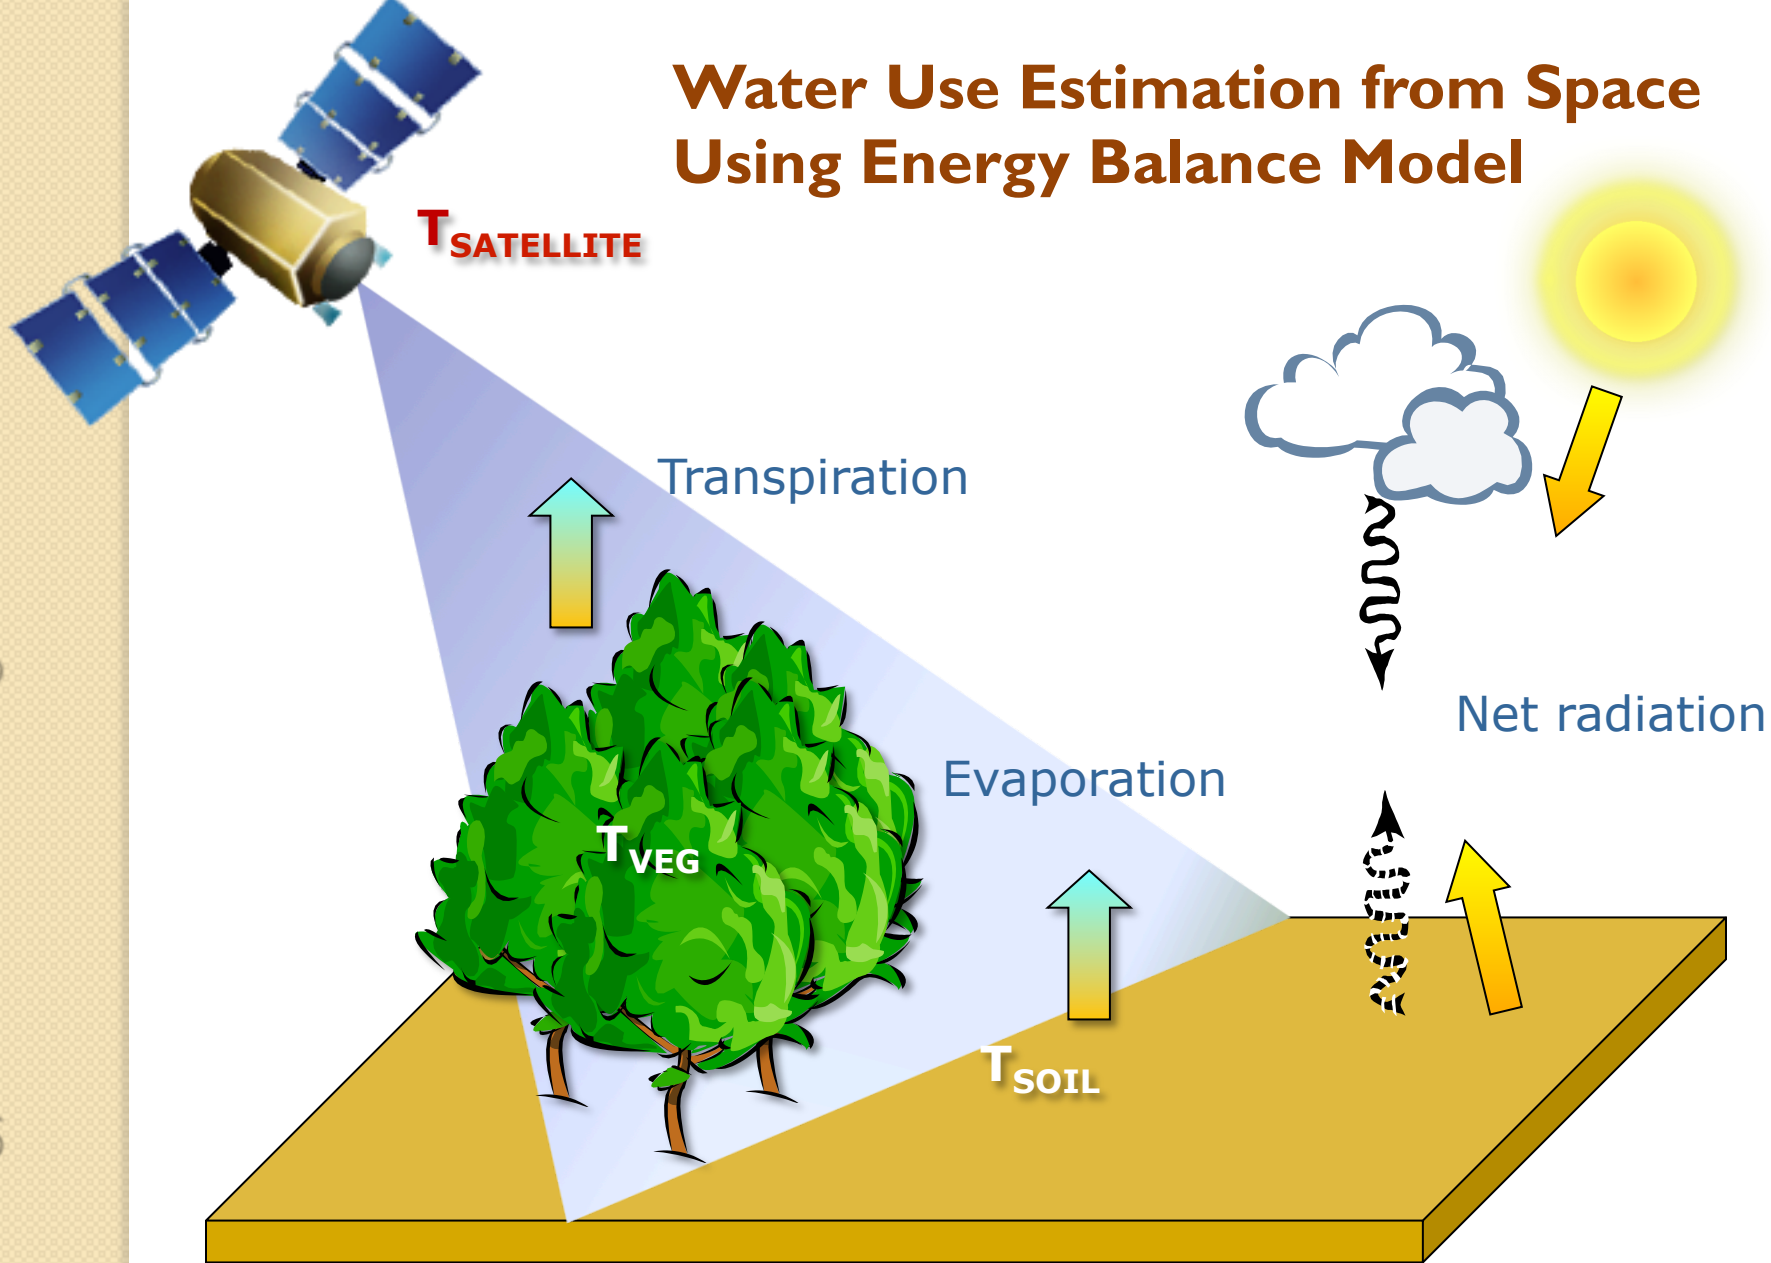 Water Use Estimation from Space
Using Energy Balance Model
TSATELLITE
Transpiration
Net radiation
Evaporation
TVEG
TSOIL